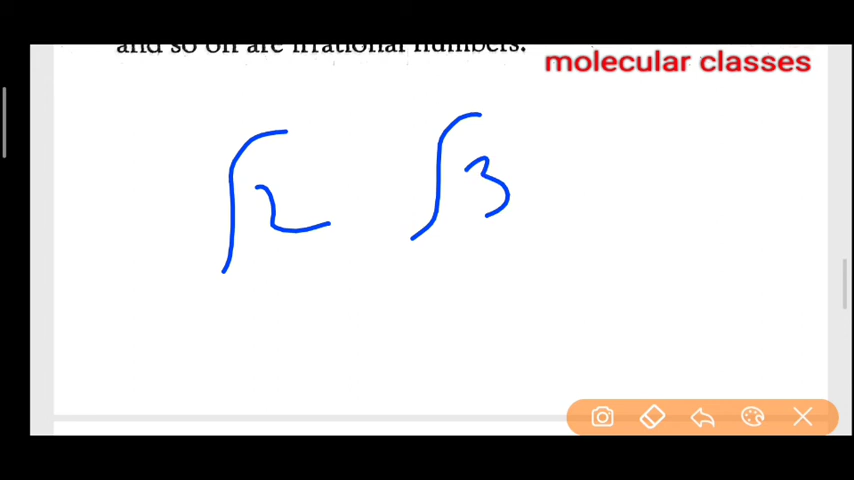 and so on are irrational numbers.
molecular classes
√2 √3